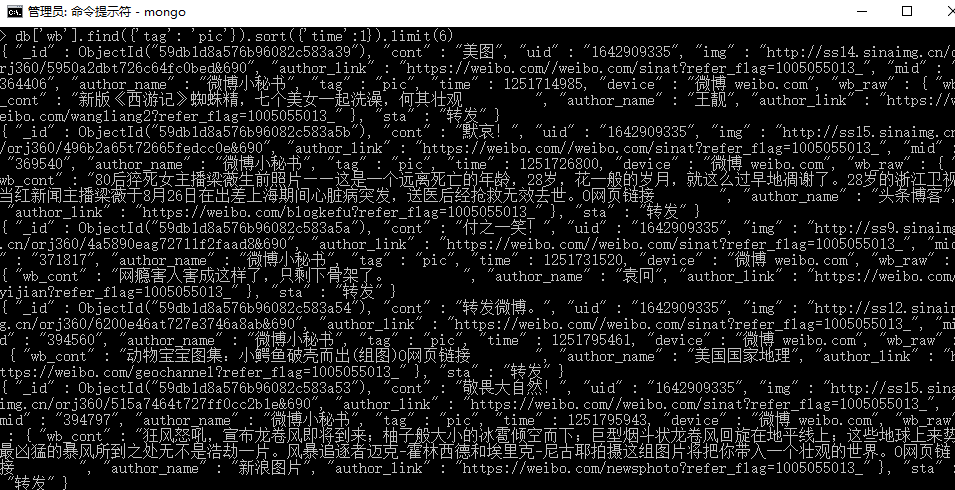 管理员: 命令提示符 - mongo
> db['wb'].find({'tag': 'pic'}).sort({'time':1}).limit(6)
{ "_id" : ObjectId("59db1d8a576b96082c583a39"), "cont" : "美图", "uid" : "1642909335", "img" : "http://ss14.sinaimg.cn/o
orj360/5950a2dbt726c64fc0bed&690", "author_link" : "https://weibo.com//weibo.com/sinat?refer_flag=1005055013_", "mid" :
364406", "author_name" : "微博小秘书", "tag" : "pic", "time" : 1251714985, "device" : "微博 weibo.com", "wb_raw" : { "wb
_cont" : "新版《西游记》蜘蛛精，七个美女一起洗澡，何其壮观 ", "author_name" : "王靓", "author_link" : "https://w
eibo.com/wangliang2?refer_flag=1005055013_" }, "sta" : "转发" }
{ "_id" : ObjectId("59db1d8a576b96082c583a5b"), "cont" : "默哀！", "uid" : "1642909335", "img" : "http://ss15.sinaimg.cn
/orj360/496b2a65t72665fedcc0e&690", "author_link" : "https://weibo.com//weibo.com/sinat?refer_flag=1005055013_", "mid"
"369540", "author_name" : "微博小秘书", "tag" : "pic", "time" : 1251726800, "device" : "微博 weibo.com", "wb_raw" : { "
wb_cont" : "80后猝死女主播梁薇生前照片——这是一个远离死亡的年龄，28岁，花一般的岁月，就这么过早地凋谢了。28岁的浙江卫视
当红新闻主播梁薇于8月26日在出差上海期间心脏病突发，送医后经抢救无效去世。O网页链接 ", "author_name" : "头条博客",
"author_link" : "https://weibo.com/blogkefu?refer_flag=1005055013_" }, "sta" : "转发" }
{ "_id" : ObjectId("59db1d8a576b96082c583a5a"), "cont" : "付之一笑！", "uid" : "1642909335", "img" : "http://ss9.sinaimg
.cn/orj360/4a5890eag72711f2faad8&690", "author_link" : "https://weibo.com//weibo.com/sinat?refer_flag=1005055013_", "mid
" : "371817", "author_name" : "微博小秘书", "tag" : "pic", "time" : 1251731520, "device" : "微博 weibo.com", "wb_raw" :
{ "wb_cont" : "网瘾害人害成这样了，只剩下骨架了。 ", "author_name" : "袁问", "author_link" : "https://weibo.com/
yijian?refer_flag=1005055013_" }, "sta" : "转发" }
{ "_id" : ObjectId("59db1d8a576b96082c583a54"), "cont" : "转发微博。", "uid" : "1642909335", "img" : "http://ss12.sinaim
g.cn/orj360/6200e46at727e3746a8ab&690", "author_link" : "https://weibo.com//weibo.com/sinat?refer_flag=1005055013_", "mi
d" : "394560", "author_name" : "微博小秘书", "tag" : "pic", "time" : 1251795461, "device" : "微博 weibo.com", "wb_raw" :
{ "wb_cont" : "动物宝宝图集：小鳄鱼破壳而出(组图)O网页链接 ", "author_name" : "美国国家地理", "author_link" : "h
ttps://weibo.com/geochannel?refer_flag=1005055013_" }, "sta" : "转发" }
{ "_id" : ObjectId("59db1d8a576b96082c583a53"), "cont" : "敬畏大自然！", "uid" : "1642909335", "img" : "http://ss15.sina
img.cn/orj360/515a7464t727ff0cc2b1e&690", "author_link" : "https://weibo.com//weibo.com/sinat?refer_flag=1005055013_", "
mid" : "394797", "author_name" : "微博小秘书", "tag" : "pic", "time" : 1251795943, "device" : "微博 weibo.com", "wb_raw"
: { "wb_cont" : "狂风怒吼，宣布龙卷风即将到来；柚子般大小的冰雹倾空而下；巨型烟斗状龙卷风回旋在地平线上；这些地球上来势
最凶猛的暴风所到之处无不是浩劫一片。风暴追逐者迈克-霍林西德和埃里克-尼古耶拍摄这组图片将把你带入一个壮观的世界。O网页链
接 ", "author_name" : "新浪图片", "author_link" : "https://weibo.com/newsphoto?refer_flag=1005055013_" }, "sta" :
"转发" }